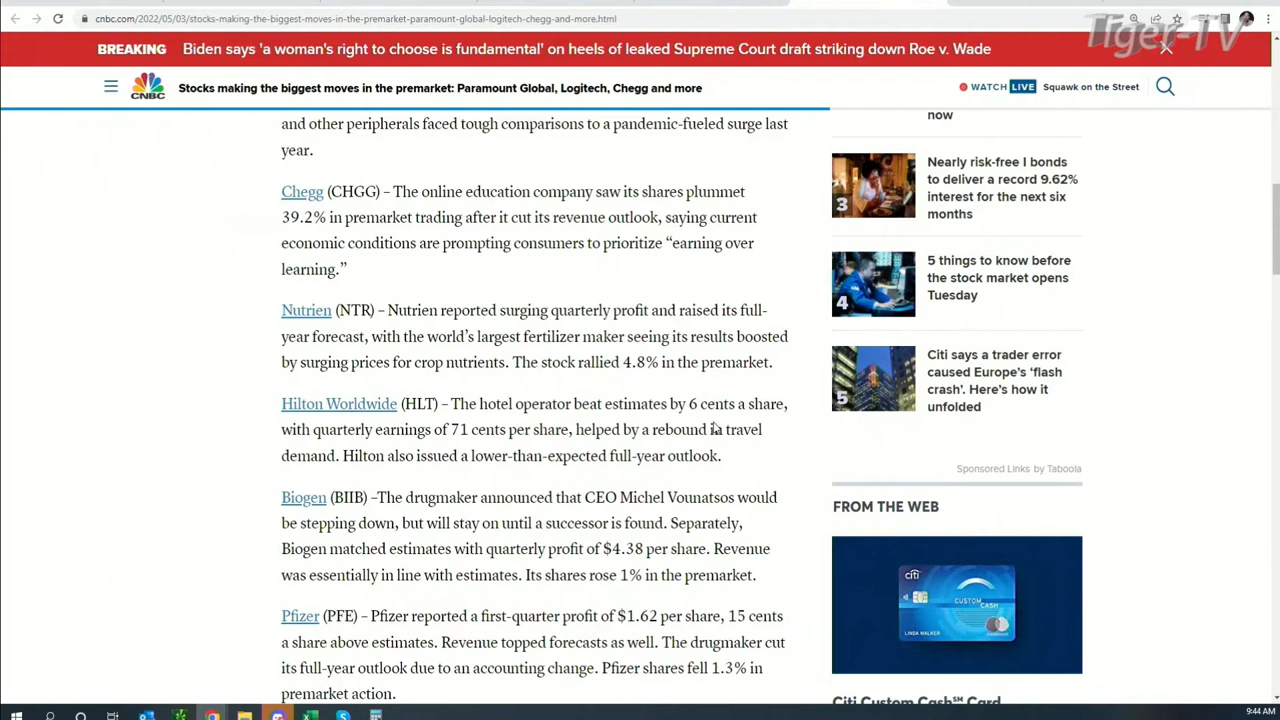 cnbc.com/2022/05/03/stocks-making-the-biggest-moves-in-the-premarket-paramount-global-logitech-chegg-and-more.html
Tiger-TV
BREAKING Biden says 'a woman's right to choose is fundamental' on heels of leaked Supreme Court draft striking down Roe v. Wade
CNBC
Stocks making the biggest moves in the premarket: Paramount Global, Logitech, Chegg and more
WATCH LIVE Squawk on the Street
and other peripherals faced tough comparisons to a pandemic-fueled surge last
year.
Chegg (CHGG) – The online education company saw its shares plummet
39.2% in premarket trading after it cut its revenue outlook, saying current
economic conditions are prompting consumers to prioritize “earning over
learning.”
Nutrien (NTR) – Nutrien reported surging quarterly profit and raised its full-
year forecast, with the world’s largest fertilizer maker seeing its results boosted
by surging prices for crop nutrients. The stock rallied 4.8% in the premarket.
Hilton Worldwide (HLT) – The hotel operator beat estimates by 6 cents a share,
with quarterly earnings of 71 cents per share, helped by a rebound in travel
demand. Hilton also issued a lower-than-expected full-year outlook.
Biogen (BIIB) –The drugmaker announced that CEO Michel Vounatsos would
be stepping down, but will stay on until a successor is found. Separately,
Biogen matched estimates with quarterly profit of $4.38 per share. Revenue
was essentially in line with estimates. Its shares rose 1% in the premarket.
Pfizer (PFE) – Pfizer reported a first-quarter profit of $1.62 per share, 15 cents
a share above estimates. Revenue topped forecasts as well. The drugmaker cut
its full-year outlook due to an accounting change. Pfizer shares fell 1.3% in
premarket action.
now
3
Nearly risk-free I bonds
to deliver a record 9.62%
interest for the next six
months
4
5 things to know before
the stock market opens
Tuesday
5
Citi says a trader error
caused Europe’s ‘flash
crash’. Here’s how it
unfolded
Sponsored Links by Taboola
FROM THE WEB
citi
CUSTOM
CASH
LINDA WALKER
Citi Custom Cash℠ Card
9:44 AM